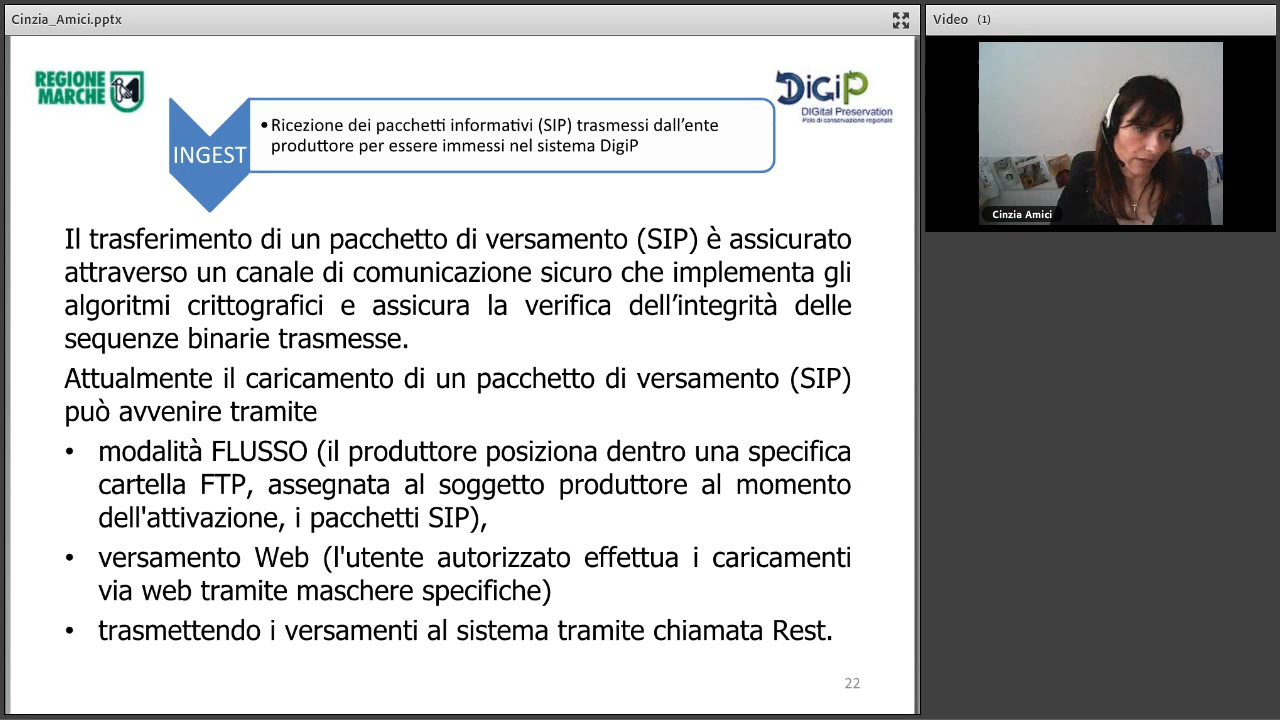 Cinzia_Amici.pptx
Video (1)
REGIONE
MARCHE
DiGiP
DIGital Preservation
Polo di conservazione regionale
INGEST
•Ricezione dei pacchetti informativi (SIP) trasmessi dall’ente
produttore per essere immessi nel sistema DigiP
Cinzia Amici
Il trasferimento di un pacchetto di versamento (SIP) è assicurato
attraverso un canale di comunicazione sicuro che implementa gli
algoritmi crittografici e assicura la verifica dell’integrità delle
sequenze binarie trasmesse.
Attualmente il caricamento di un pacchetto di versamento (SIP)
può avvenire tramite
• modalità FLUSSO (il produttore posiziona dentro una specifica
cartella FTP, assegnata al soggetto produttore al momento
dell'attivazione, i pacchetti SIP),
• versamento Web (l'utente autorizzato effettua i caricamenti
via web tramite maschere specifiche)
• trasmettendo i versamenti al sistema tramite chiamata Rest.
22